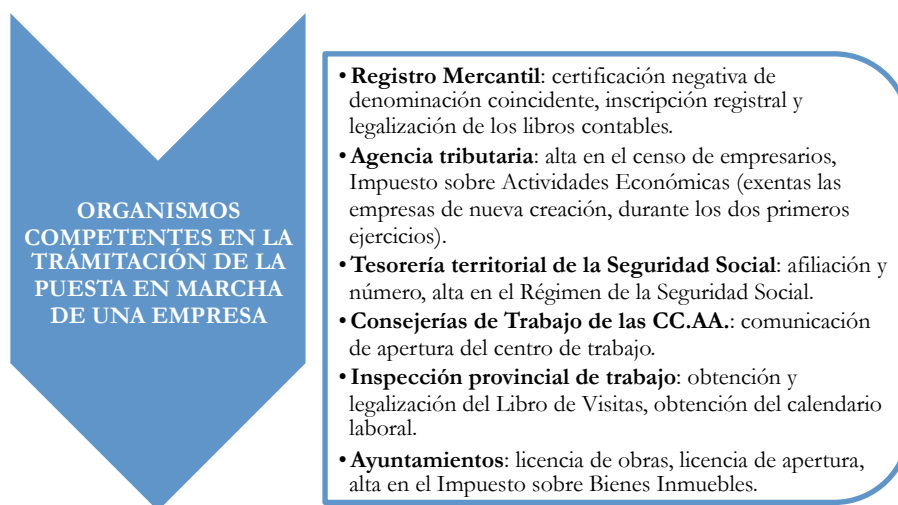 ORGANISMOS
COMPETENTES EN LA
TRÁMITACIÓN DE LA
PUESTA EN MARCHA
DE UNA EMPRESA
• Registro Mercantil: certificación negativa de
denominación coincidente, inscripción registral y
legalización de los libros contables.
• Agencia tributaria: alta en el censo de empresarios,
Impuesto sobre Actividades Económicas (exentas las
empresas de nueva creación, durante los dos primeros
ejercicios).
• Tesorería territorial de la Seguridad Social: afiliación y
número, alta en el Régimen de la Seguridad Social.
• Consejerías de Trabajo de las CC.AA.: comunicación
de apertura del centro de trabajo.
• Inspección provincial de trabajo: obtención y
legalización del Libro de Visitas, obtención del calendario
laboral.
• Ayuntamientos: licencia de obras, licencia de apertura,
alta en el Impuesto sobre Bienes Inmuebles.